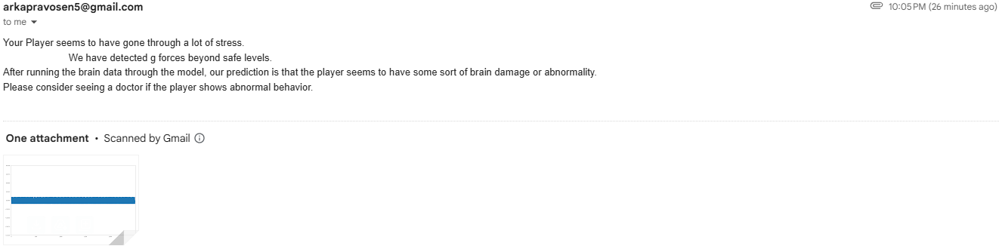 arkapravosen5@gmail.com
10:05 PM (26 minutes ago)
to me
Your Player seems to have gone through a lot of stress.
We have detected g forces beyond safe levels.
After running the brain data through the model, our prediction is that the player seems to have some sort of brain damage or abnormality.
Please consider seeing a doctor if the player shows abnormal behavior.
One attachment • Scanned by Gmail